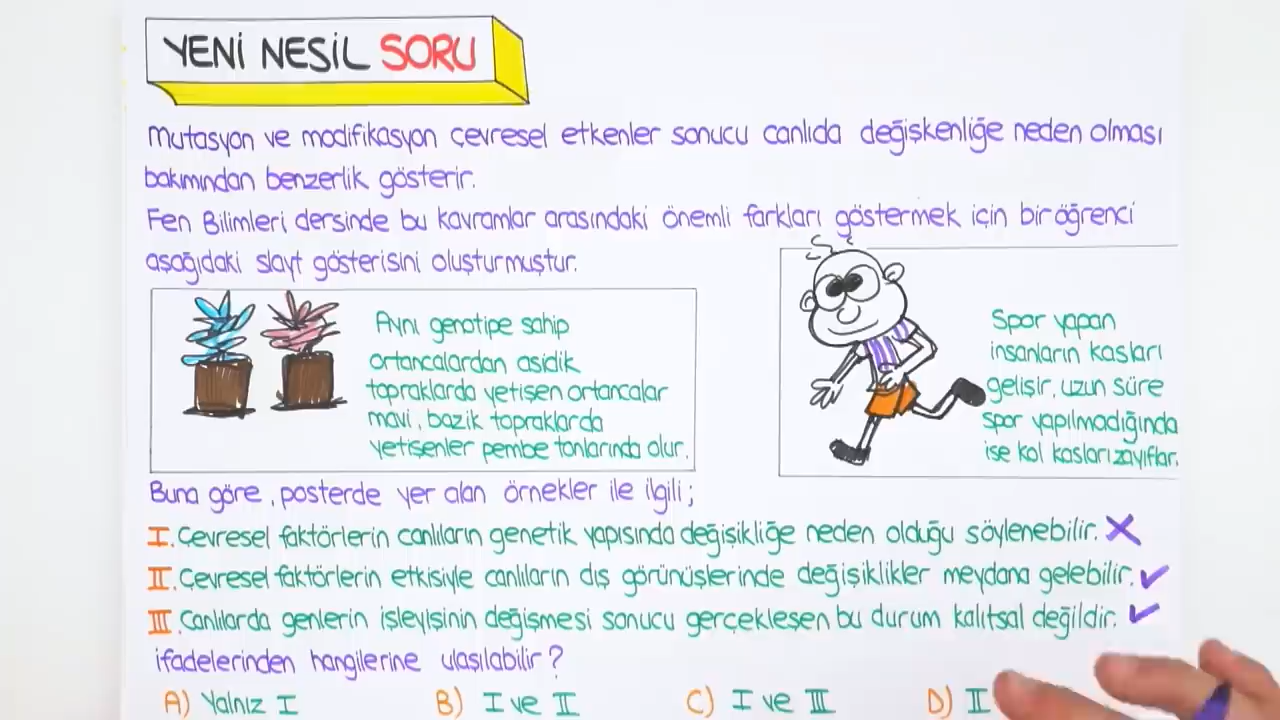 YENİ NESİL SORU
Mutasyon ve modifikasyon çevresel etkenler sonucu canlıda değişkenliğe neden olması
bakımından benzerlik gösterir.
Fen Bilimleri dersinde bu kavramlar arasındaki önemli farkları göstermek için bir öğrenci
aşağıdaki slayt gösterisini oluşturmuştur.
Aynı genotipe sahip
ortancalardan asidik
topraklarda yetişen ortancalar
mavi, bazik topraklarda
yetişenler pembe tonlarında olur.
Spor yapan
insanların kasları
gelişir, uzun süre
spor yapılmadığında
ise kol kasları zayıflar.
Buna göre, posterde yer alan örnekler ile ilgili;
I. Çevresel faktörlerin canlıların genetik yapısında değişikliğe neden olduğu söylenebilir.
II. Çevresel faktörlerin etkisiyle canlıların dış görünüşlerinde değişiklikler meydana gelebilir.
III. Canlılarda genlerin işleyişinin değişmesi sonucu gerçekleşen bu durum kalıtsal değildir.
ifadelerinden hangilerine ulaşılabilir?
A) Yalnız I B) I ve II C) I ve III D) II